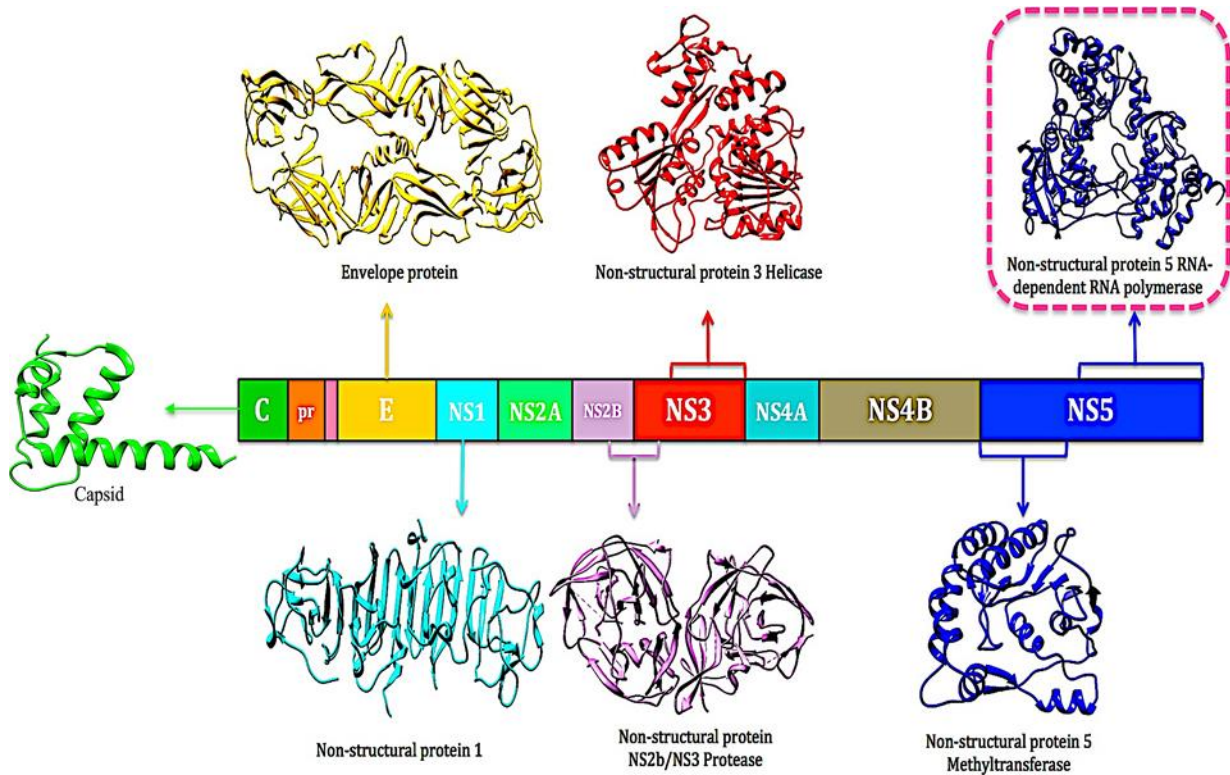 Envelope protein
Non-structural protein 3 Helicase
Non-structural protein 5 RNA-
dependent RNA polymerase
C
pr
E
NS1
NS2A
NS2B
NS3
NS4A
NS4B
NS5
Capsid
Non-structural protein 1
Non-structural protein
NS2b/NS3 Protease
Non-structural protein 5
Methyltransferase